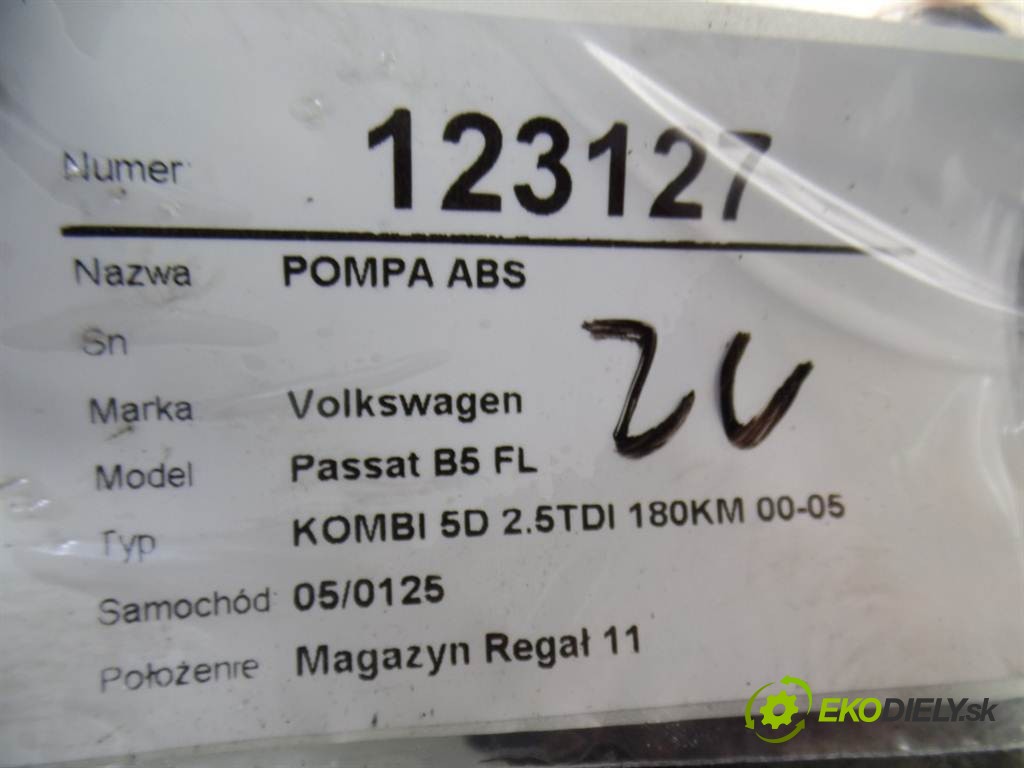 Numer 123127
Nazwa POMPA ABS
Sn
Marka Volkswagen
Model Passat B5 FL
Typ KOMBI 5D 2.5TDI 180KM 00-05
Samochód 05/0125
Położenie Magazyn Regał 11
EKODIELY.sk